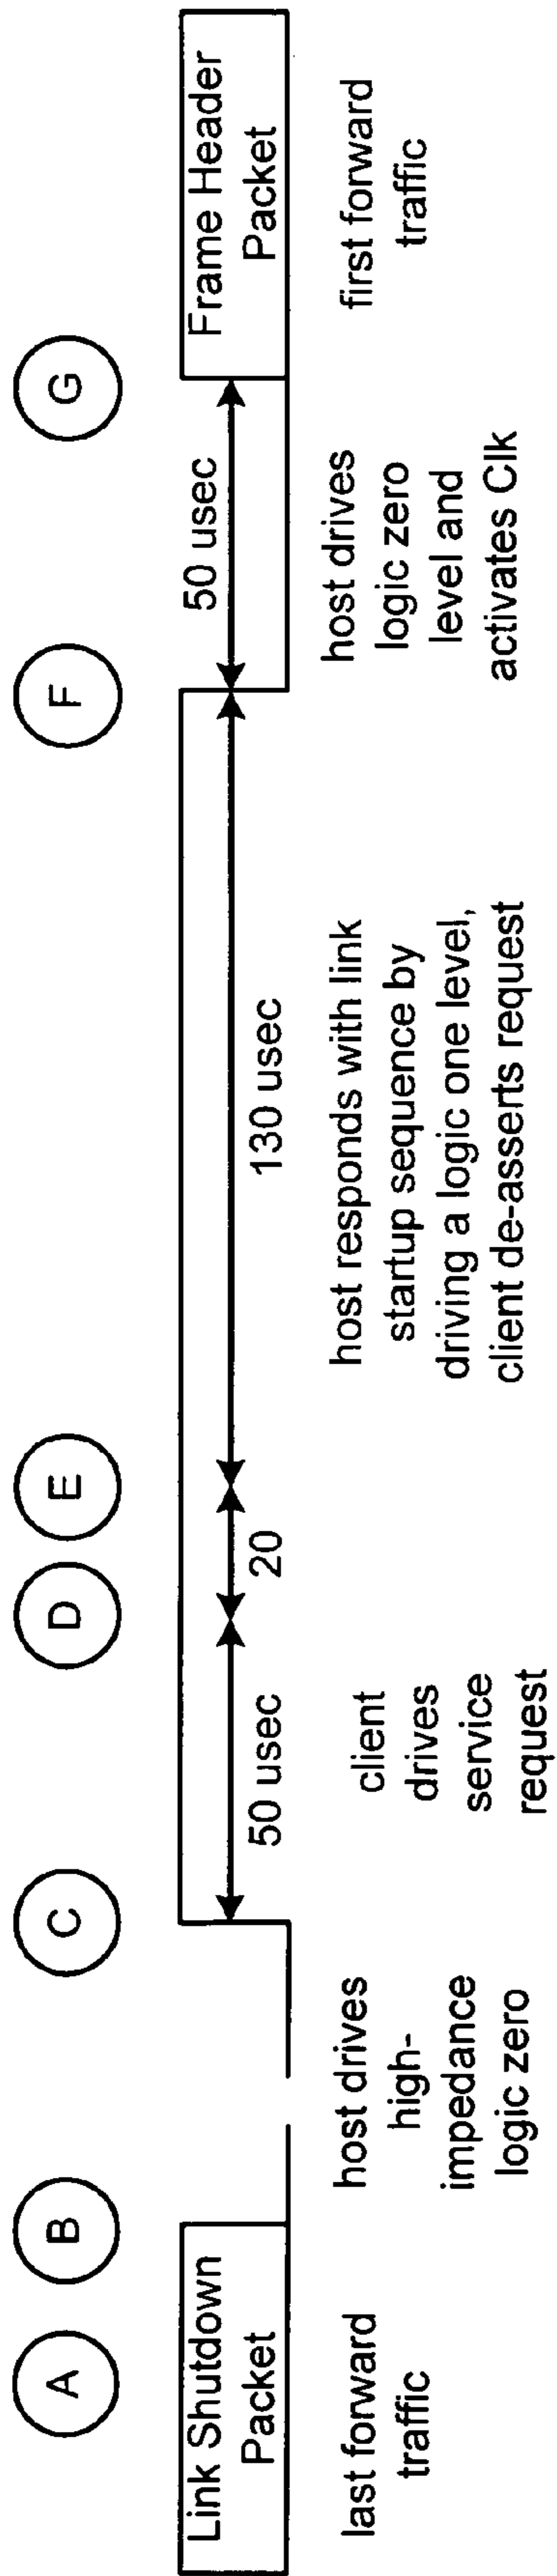 A
B
C
D
E
F
G
Link Shutdown
Packet
50 usec
20
130 usec
50 usec
Frame Header
Packet
last forward
traffic
host drives
high-
impedance
logic zero
client
drives
service
request
host responds with link
startup sequence by
driving a logic one level,
client de-asserts request
host drives
logic zero
level and
activates Clk
first forward
traffic